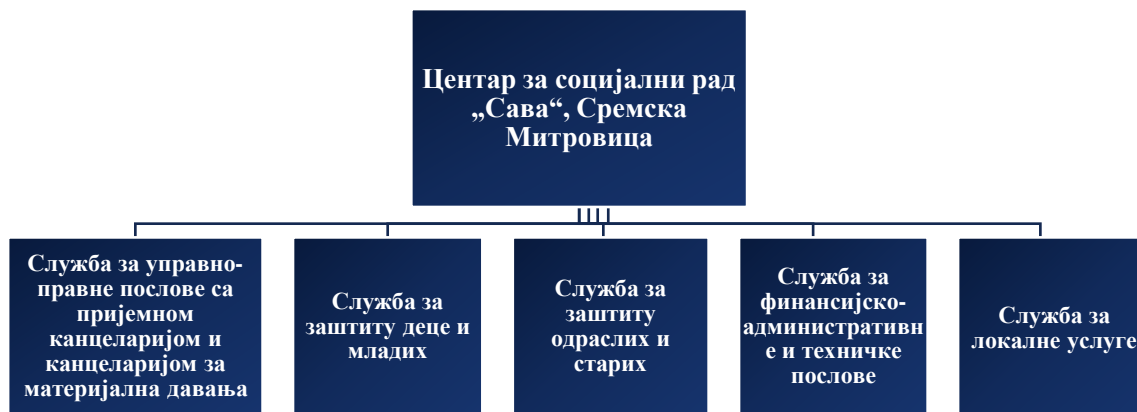 Центар за социјални рад
„Сава“, Сремска
Митровица
Служба за управно-
правне послове са
пријемном
канцеларијом и
канцеларијом за
материјална давања
Служба за
заштиту деце и
младих
Служба за
заштиту
одраслих и
старих
Служба за
финансијско-
административн
е и техничке
послове
Служба за
локалне услуге